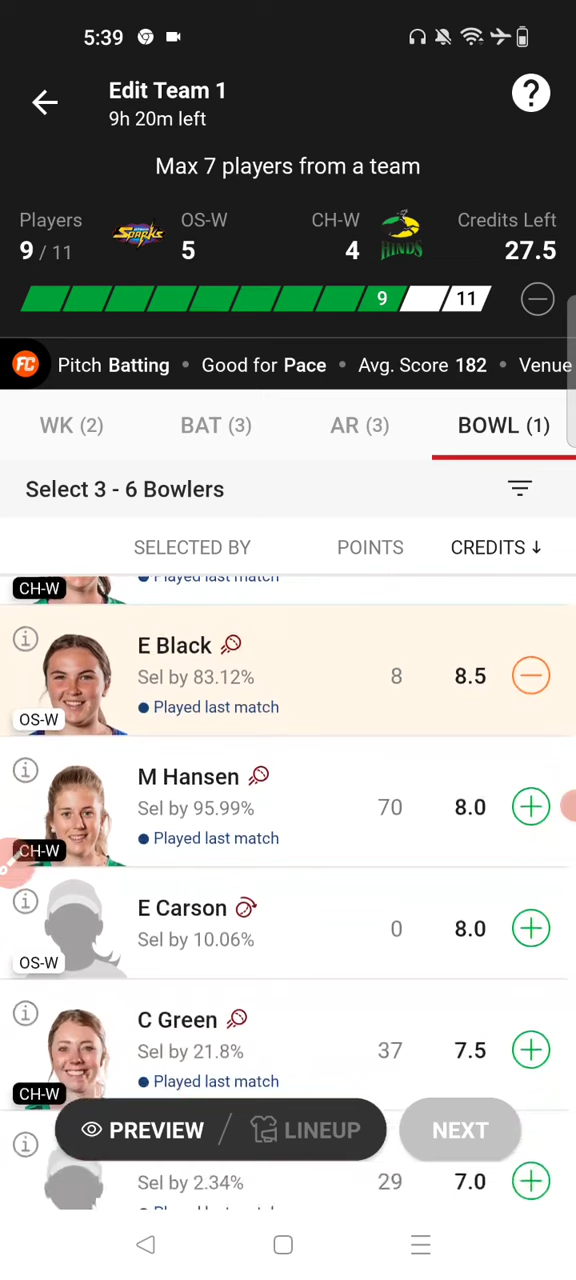 5:39
Edit Team 1
9h 20m left
?
Max 7 players from a team
Players OS-W CH-W Credits Left
9 / 11 Sparks 5 4 HINDS 27.5
9 11
FC Pitch Batting • Good for Pace • Avg. Score 182 • Venue
WK (2) BAT (3) AR (3) BOWL (1)
Select 3 - 6 Bowlers
SELECTED BY POINTS CREDITS ↓
CH-W Played last match
E Black
Sel by 83.12% 8 8.5
OS-W Played last match
M Hansen
Sel by 95.99% 70 8.0
CH-W Played last match
E Carson
Sel by 10.06% 0 8.0
OS-W
C Green
Sel by 21.8% 37 7.5
CH-W Played last match
PREVIEW / LINEUP NEXT
Sel by 2.34% 29 7.0